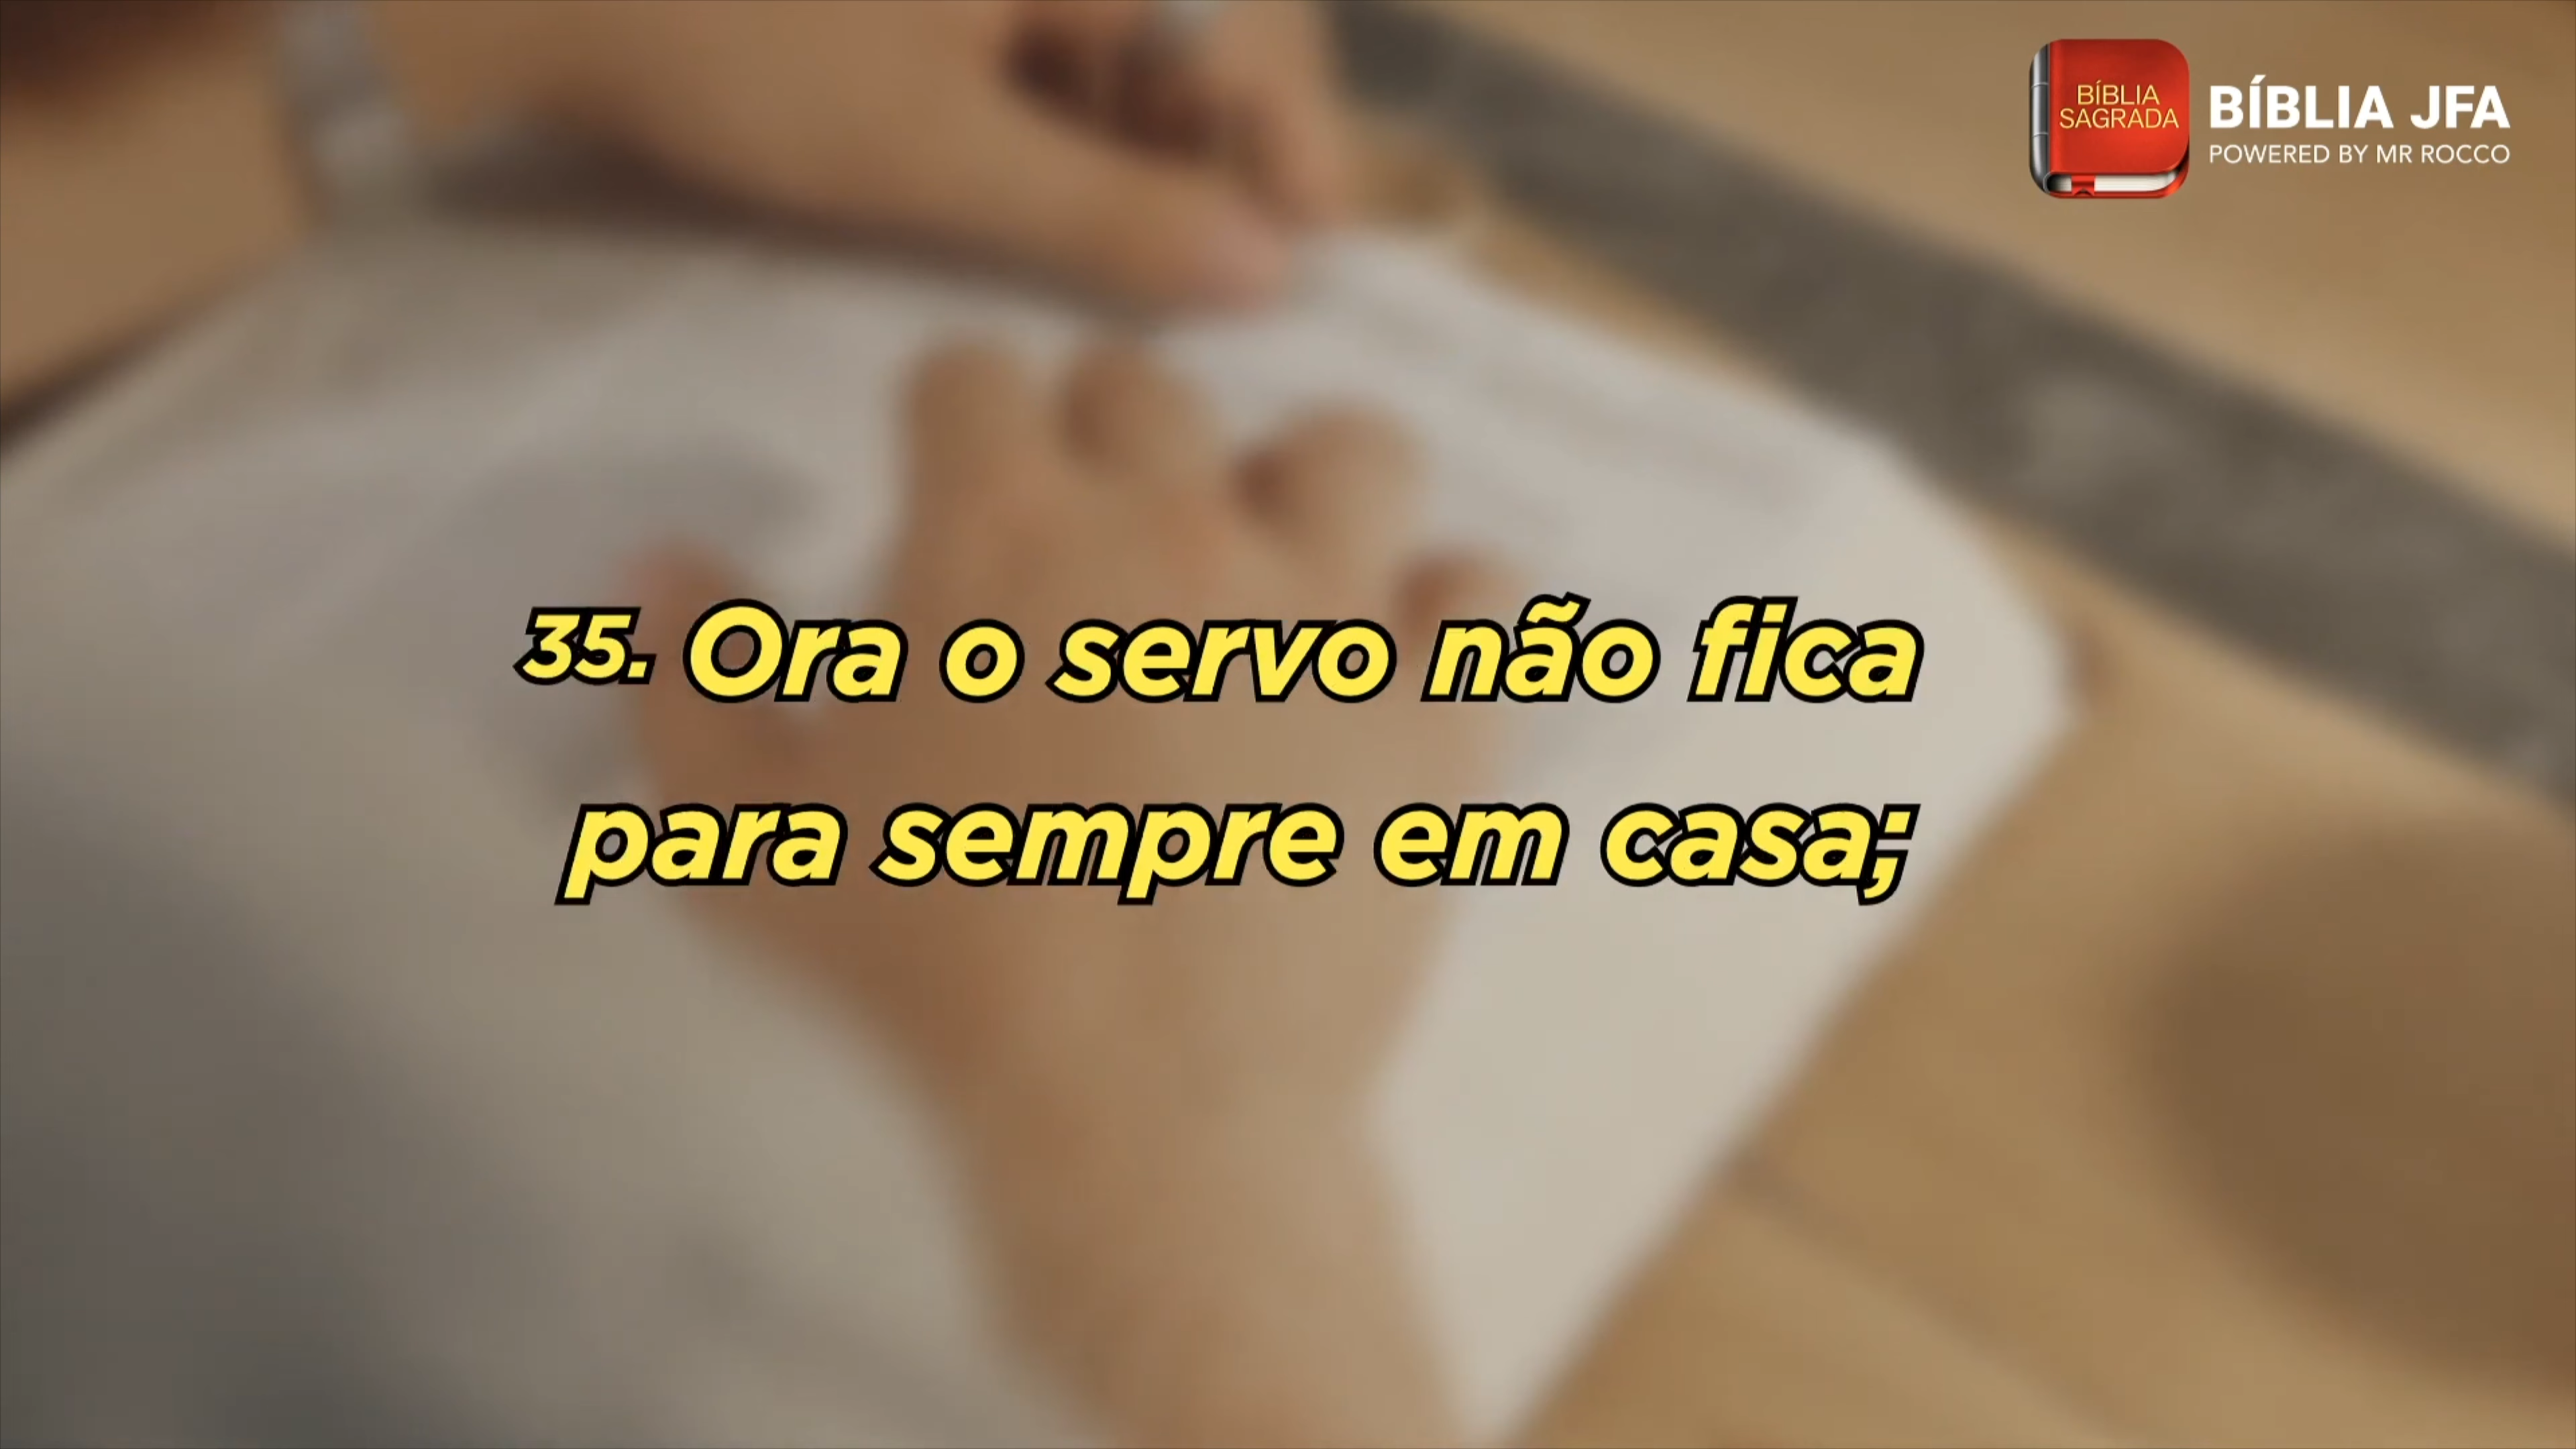 BÍBLIA
SAGRADA
BÍBLIA JFA
POWERED BY MR ROCCO
35. Ora o servo não fica
para sempre em casa;